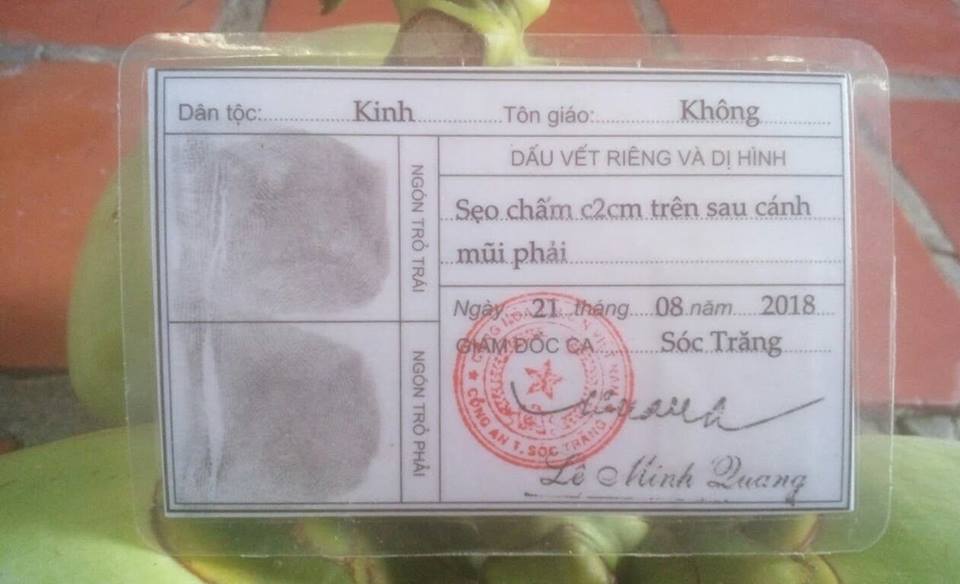 Dân tộc: Kinh Tôn giáo: Không
NGÓN TRỎ TRÁI
NGÓN TRỎ PHẢI
DẤU VẾT RIÊNG VÀ DỊ HÌNH
Sẹo chấm c2cm trên sau cánh
mũi phải
Ngày 21 tháng 08 năm 2018
GIÁM ĐỐC CA Sóc Trăng
CÔNG AN T. SÓC TRĂNG
Lê Minh Quang